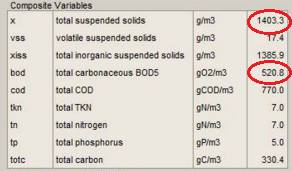 Composite Variables
x total suspended solids g/m3 1403.3
vss volatile suspended solids g/m3 17.4
xiss total inorganic suspended solids g/m3 1385.9
bod total carbonaceous BOD5 gO2/m3 520.8
cod total COD gCOD/m3 770.0
tkn total TKN gN/m3 7.0
tn total nitrogen gN/m3 7.0
tp total phosphorus gP/m3 5.0
totc total carbon gC/m3 330.4